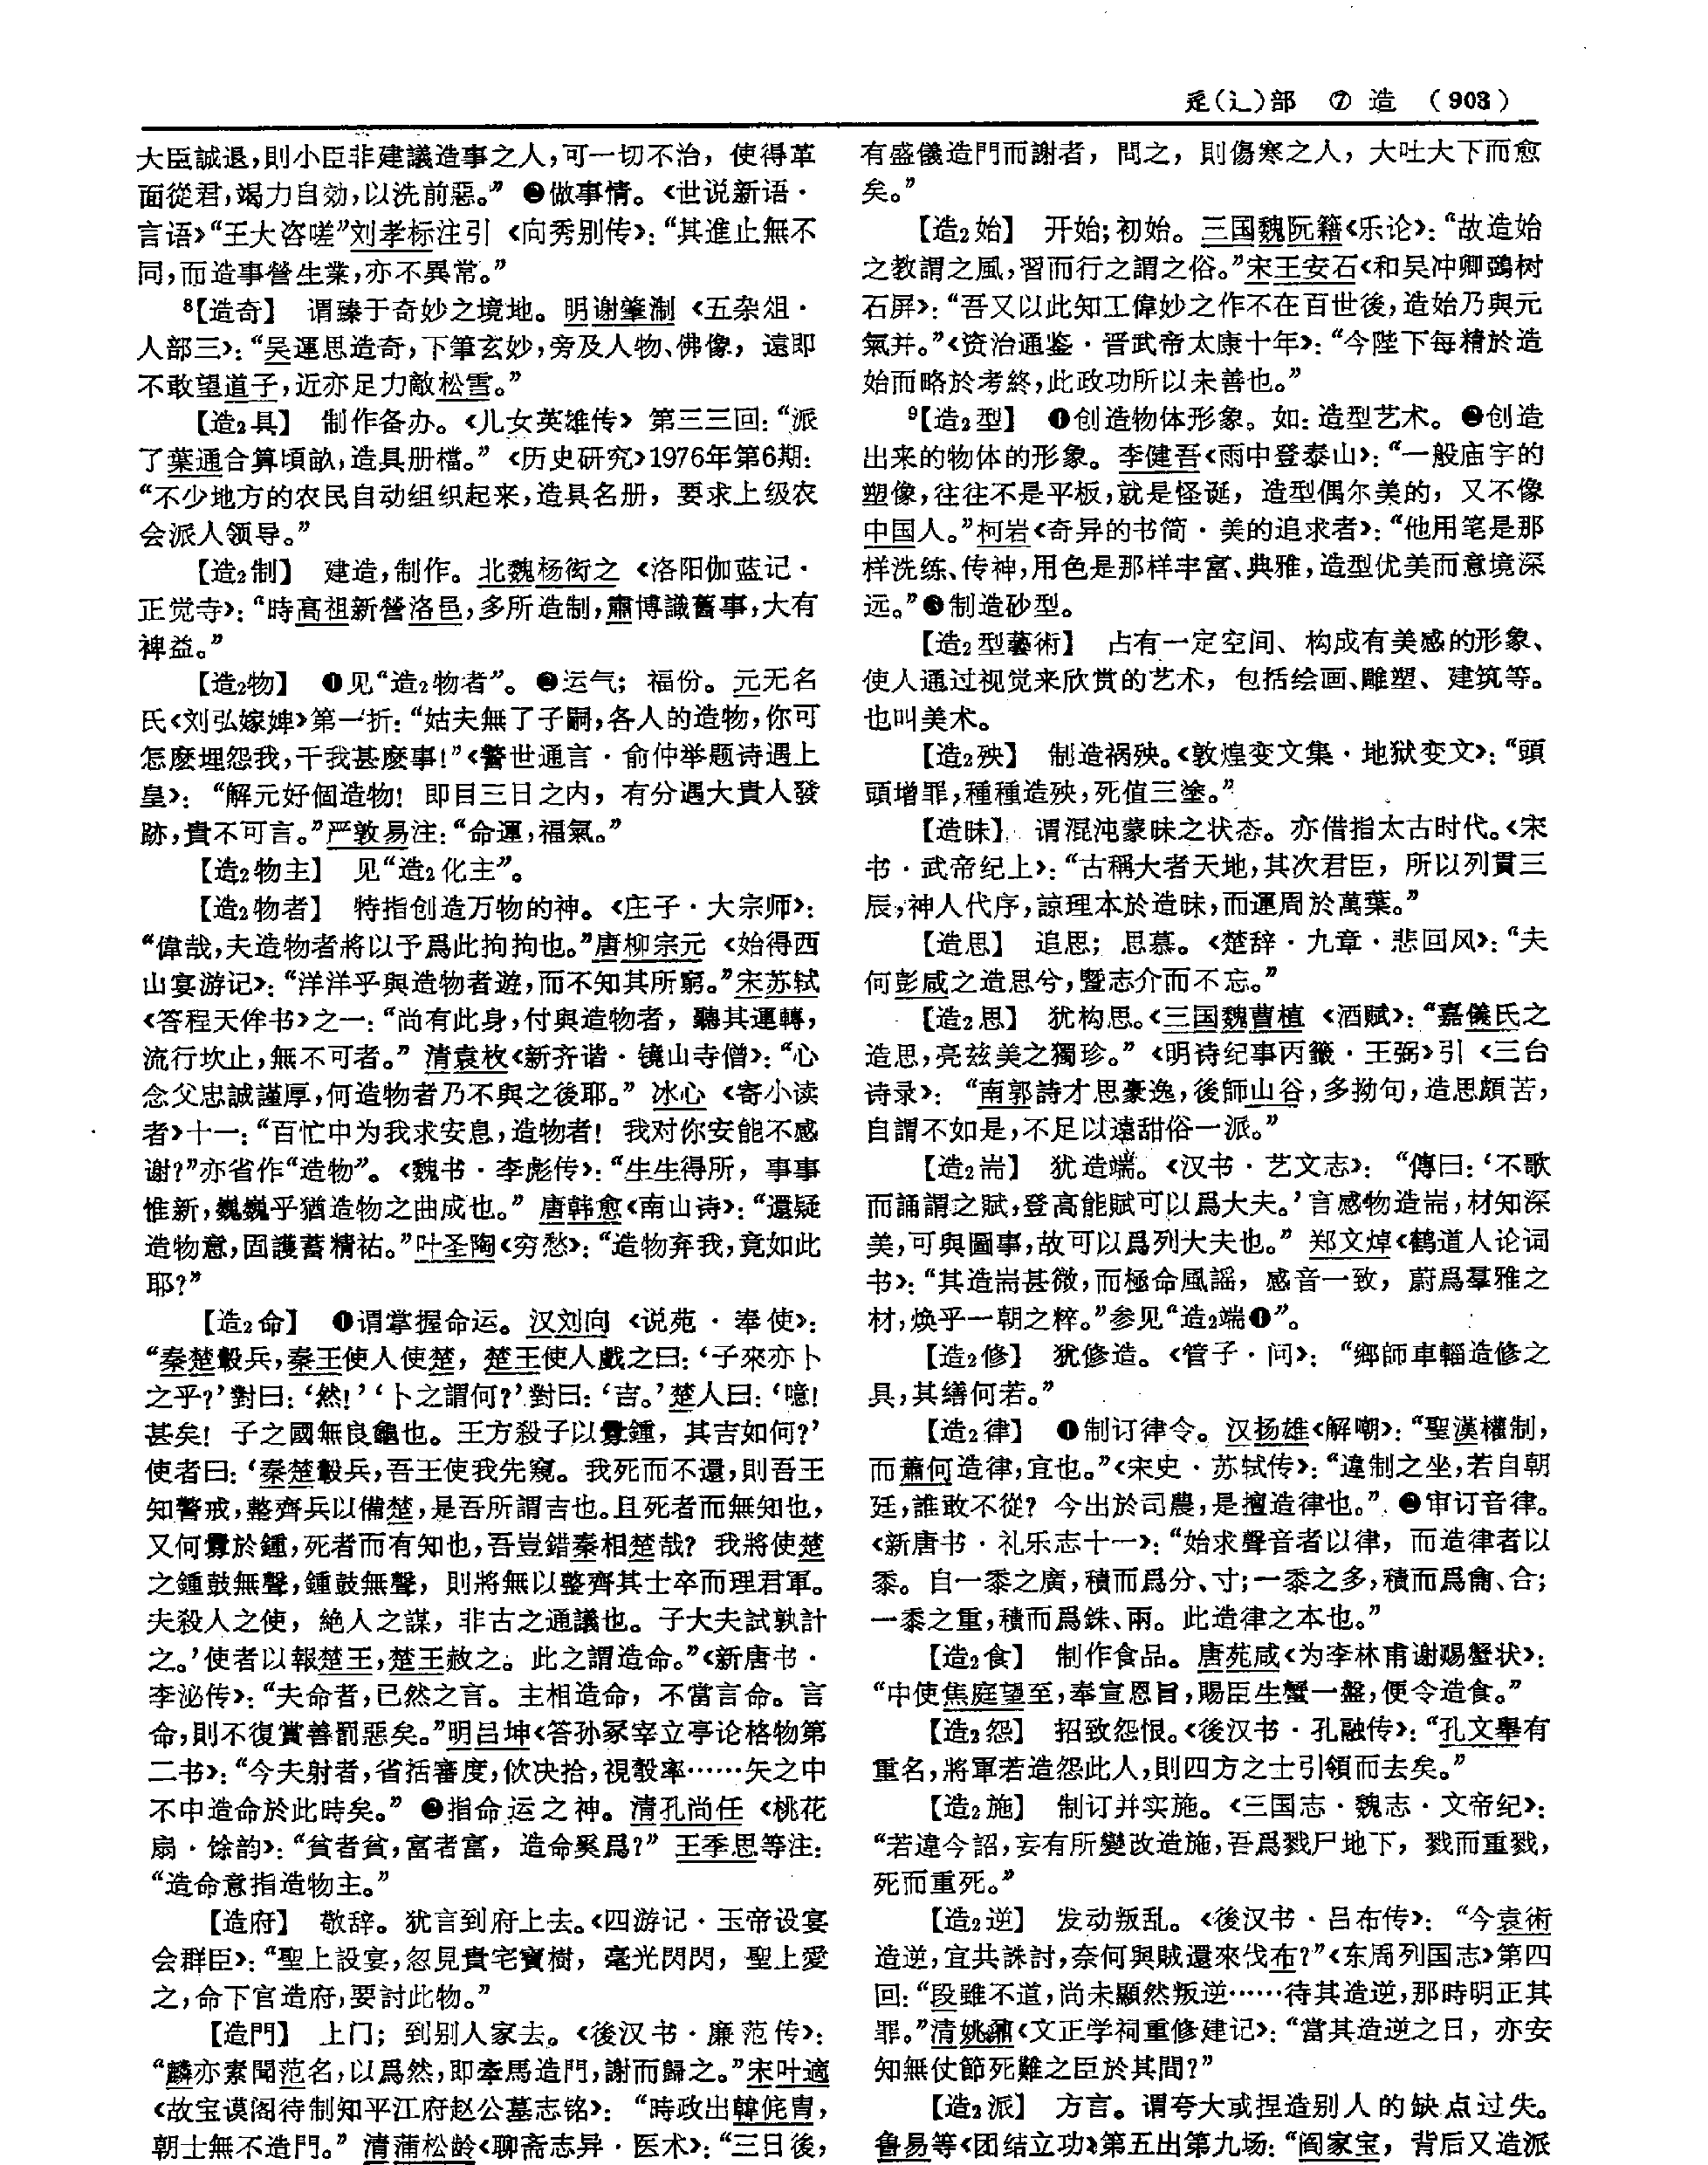 辵(辶)部　⑦　造　（903）
大臣誠退，則小臣非建議造事之人，可一切不治，使得革
面從君，竭力自効，以洗前惡。”❷做事情。《世说新语·
言语》“王大咨嗟”刘孝标注引《向秀别传》：“其進止無不
同，而造事營生業，亦不異常。”
⁸【造奇】　谓臻于奇妙之境地。明谢肇淛《五杂俎·
人部三》：“吴運思造奇，下筆玄妙，旁及人物、佛像，遠即
不敢望道子，近亦足力敵松雪。”
【造₂具】　制作备办。《儿女英雄传》第三三回：“派
了葉通合算頃畝，造具册檔。”《历史研究》1976年第6期：
“不少地方的农民自动组织起来，造具名册，要求上级农
会派人领导。”
【造₂制】　建造，制作。北魏杨衒之《洛阳伽蓝记·
正觉寺》：“時高祖新營洛邑，多所造制，肅博識舊事，大有
裨益。”
【造₂物】　❶见“造₂物者”。❷运气；福份。元无名
氏《刘弘嫁婢》第一折：“姑夫無了子嗣，各人的造物，你可
怎麽埋怨我，干我甚麽事！”《警世通言·俞仲举题诗遇上
皇》：“解元好個造物！即目三日之内，有分遇大貴人發
跡，貴不可言。”严敦易注：“命運，福氣。”
【造₂物主】　见“造₂化主”。
【造₂物者】　特指创造万物的神。《庄子·大宗师》：
“偉哉，夫造物者將以予爲此拘拘也。”唐柳宗元《始得西
山宴游记》：“洋洋乎與造物者遊，而不知其所窮。”宋苏轼
《答程天侔书》之一：“尚有此身，付與造物者，聽其運轉，
流行坎止，無不可者。”清袁枚《新齐谐·镜山寺僧》：“心
念父忠誠謹厚，何造物者乃不與之後耶。”冰心《寄小读
者》十一：“百忙中为我求安息，造物者！我对你安能不感
谢？”亦省作“造物”。《魏书·李彪传》：“生生得所，事事
惟新，巍巍乎猶造物之曲成也。”唐韩愈《南山诗》：“還疑
造物意，固護蓄精祐。”叶圣陶《穷愁》：“造物弃我，竟如此
耶？”
【造₂命】　❶谓掌握命运。汉刘向《说苑·奉使》：
“秦楚轂兵，秦王使人使楚，楚王使人戲之曰：‘子來亦卜
之乎？’對曰：‘然！’‘卜之謂何？’對曰：‘吉。’楚人曰：‘噫！
甚矣！子之國無良龜也。王方殺子以釁鍾，其吉如何？’
使者曰：‘秦楚轂兵，吾王使我先窺。我死而不還，則吾王
知警戒，整齊兵以備楚，是吾所謂吉也。且死者而無知也，
又何釁於鍾，死者而有知也，吾豈錯秦相楚哉？我將使楚
之鍾鼓無聲，鍾鼓無聲，則將無以整齊其士卒而理君軍。
夫殺人之使，絶人之謀，非古之通議也。子大夫試孰計
之。’使者以報楚王，楚王赦之。此之謂造命。”《新唐书·
李泌传》：“夫命者，已然之言。主相造命，不當言命。言
命，則不復賞善罰惡矣。”明吕坤《答孙冢宰立亭论格物第
二书》：“今夫射者，省括審度，佽决拾，視彀率……矢之中
不中造命於此時矣。”❷指命运之神。清孔尚任《桃花
扇·馀韵》：“貧者貧，富者富，造命奚爲？”王季思等注：
“造命意指造物主。”
【造府】　敬辞。犹言到府上去。《四游记·玉帝设宴
会群臣》：“聖上設宴，忽見貴宅寶樹，毫光閃閃，聖上愛
之，命下官造府，要討此物。”
【造門】　上门；到别人家去。《後汉书·廉范传》：
“麟亦素聞范名，以爲然，即牽馬造門，謝而歸之。”宋叶適
《故宝谟阁待制知平江府赵公墓志铭》：“時政出韓侂胄，
朝士無不造門。”清蒲松龄《聊斋志异·医术》：“三日後，
有盛儀造門而謝者，問之，則傷寒之人，大吐大下而愈
矣。”
【造₂始】　开始；初始。三国魏阮籍《乐论》：“故造始
之教謂之風，習而行之謂之俗。”宋王安石《和吴冲卿鸦树
石屏》：“吾又以此知工偉妙之作不在百世後，造始乃與元
氣并。”《资治通鉴·晋武帝太康十年》：“今陛下每精於造
始而略於考終，此政功所以未善也。”
⁹【造₂型】　❶创造物体形象。如：造型艺术。❷创造
出来的物体的形象。李健吾《雨中登泰山》：“一般庙宇的
塑像，往往不是平板，就是怪诞，造型偶尔美的，又不像
中国人。”柯岩《奇异的书简·美的追求者》：“他用笔是那
样洗练、传神，用色是那样丰富、典雅，造型优美而意境深
远。”❸制造砂型。
【造₂型藝術】　占有一定空间、构成有美感的形象、
使人通过视觉来欣赏的艺术，包括绘画、雕塑、建筑等。
也叫美术。
【造₂殃】　制造祸殃。《敦煌变文集·地狱变文》：“頭
頭增罪，種種造殃，死值三塗。”
【造昧】　谓混沌蒙昧之状态。亦借指太古时代。《宋
书·武帝纪上》：“古稱大者天地，其次君臣，所以列貫三
辰，神人代序，諒理本於造昧，而運周於萬葉。”
【造思】　追思；思慕。《楚辞·九章·悲回风》：“夫
何彭咸之造思兮，暨志介而不忘。”
【造₂思】　犹构思。《三国魏曹植《酒赋》：“嘉儀氏之
造思，亮兹美之獨珍。”《明诗纪事丙籤·王弼》引《三台
诗录》：“南郭詩才思豪逸，後師山谷，多拗句，造思頗苦，
自謂不如是，不足以遠甜俗一派。”
【造₂耑】　犹造端。《汉书·艺文志》：“傳曰：‘不歌
而誦謂之賦，登高能賦可以爲大夫。’言感物造耑，材知深
美，可與圖事，故可以爲列大夫也。”郑文焯《鹤道人论词
书》：“其造耑甚微，而極命風謡，感音一致，蔚爲羣雅之
材，焕乎一朝之粹。”参见“造₂端❶”。
【造₂修】　犹修造。《管子·问》：“鄉師車輜造修之
具，其繕何若。”
【造₂律】　❶制订律令。汉扬雄《解嘲》：“聖漢權制，
而蕭何造律，宜也。”《宋史·苏轼传》：“違制之坐，若自朝
廷，誰敢不從？今出於司農，是擅造律也。”❷审订音律。
《新唐书·礼乐志十一》：“始求聲音者以律，而造律者以
黍。自一黍之廣，積而爲分、寸；一黍之多，積而爲龠、合；
一黍之重，積而爲銖、兩。此造律之本也。”
【造₂食】　制作食品。唐苑咸《为李林甫谢赐蟹状》：
“中使焦庭望至，奉宣恩旨，賜臣生蟹一盤，便令造食。”
【造₂怨】　招致怨恨。《後汉书·孔融传》：“孔文舉有
重名，將軍若造怨此人，則四方之士引領而去矣。”
【造₂施】　制订并实施。《三国志·魏志·文帝纪》：
“若違今詔，妄有所變改造施，吾爲戮尸地下，戮而重戮，
死而重死。”
【造₂逆】　发动叛乱。《後汉书·吕布传》：“今袁術
造逆，宜共誅討，奈何與賊還來伐布？”《东周列国志》第四
回：“段雖不道，尚未顯然叛逆……待其造逆，那時明正其
罪。”清姚鼐《文正学祠重修建记》：“當其造逆之日，亦安
知無仗節死難之臣於其間？”
【造₂派】　方言。谓夸大或捏造别人的缺点过失。
鲁易等《团结立功》第五出第九场：“阎家宝，背后又造派